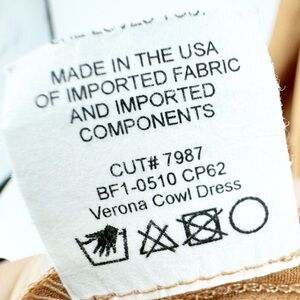 MADE IN THE USA
OF IMPORTED FABRIC
AND IMPORTED
COMPONENTS
CUT# 7987
BF1-0510 CP62
Verona Cowl Dress